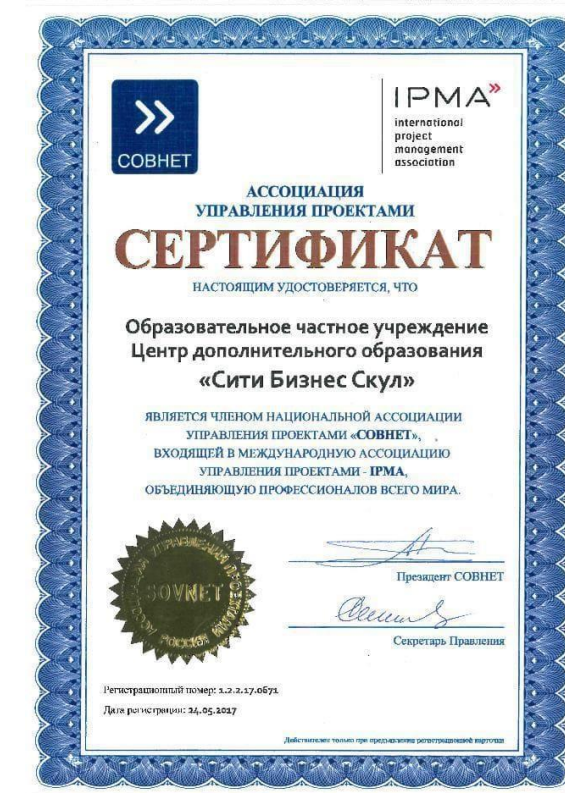 СОВНЕТ
IPMA»
international
project
management
association
АССОЦИАЦИЯ
УПРАВЛЕНИЯ ПРОЕКТАМИ
СЕРТИФИКАТ
НАСТОЯЩИМ УДОСТОВЕРЯЕТСЯ, ЧТО
Образовательное частное учреждение
Центр дополнительного образования
«Сити Бизнес Скул»
ЯВЛЯЕТСЯ ЧЛЕНОМ НАЦИОНАЛЬНОЙ АССОЦИАЦИИ
УПРАВЛЕНИЯ ПРОЕКТАМИ «СОВНЕТ»,
ВХОДЯЩЕЙ В МЕЖДУНАРОДНУЮ АССОЦИАЦИЮ
УПРАВЛЕНИЯ ПРОЕКТАМИ - IPMA,
ОБЪЕДИНЯЮЩУЮ ПРОФЕССИОНАЛОВ ВСЕГО МИРА.
АССОЦИАЦИЯ УПРАВЛЕНИЯ ПРОЕКТАМИ
SOVNET
Президент СОВНЕТ
Секретарь Правления
Регистрационный номер: 1.2.2.17.0671
Дата регистрации: 24.05.2017
Действителен только при предъявлении регистрационной карточки